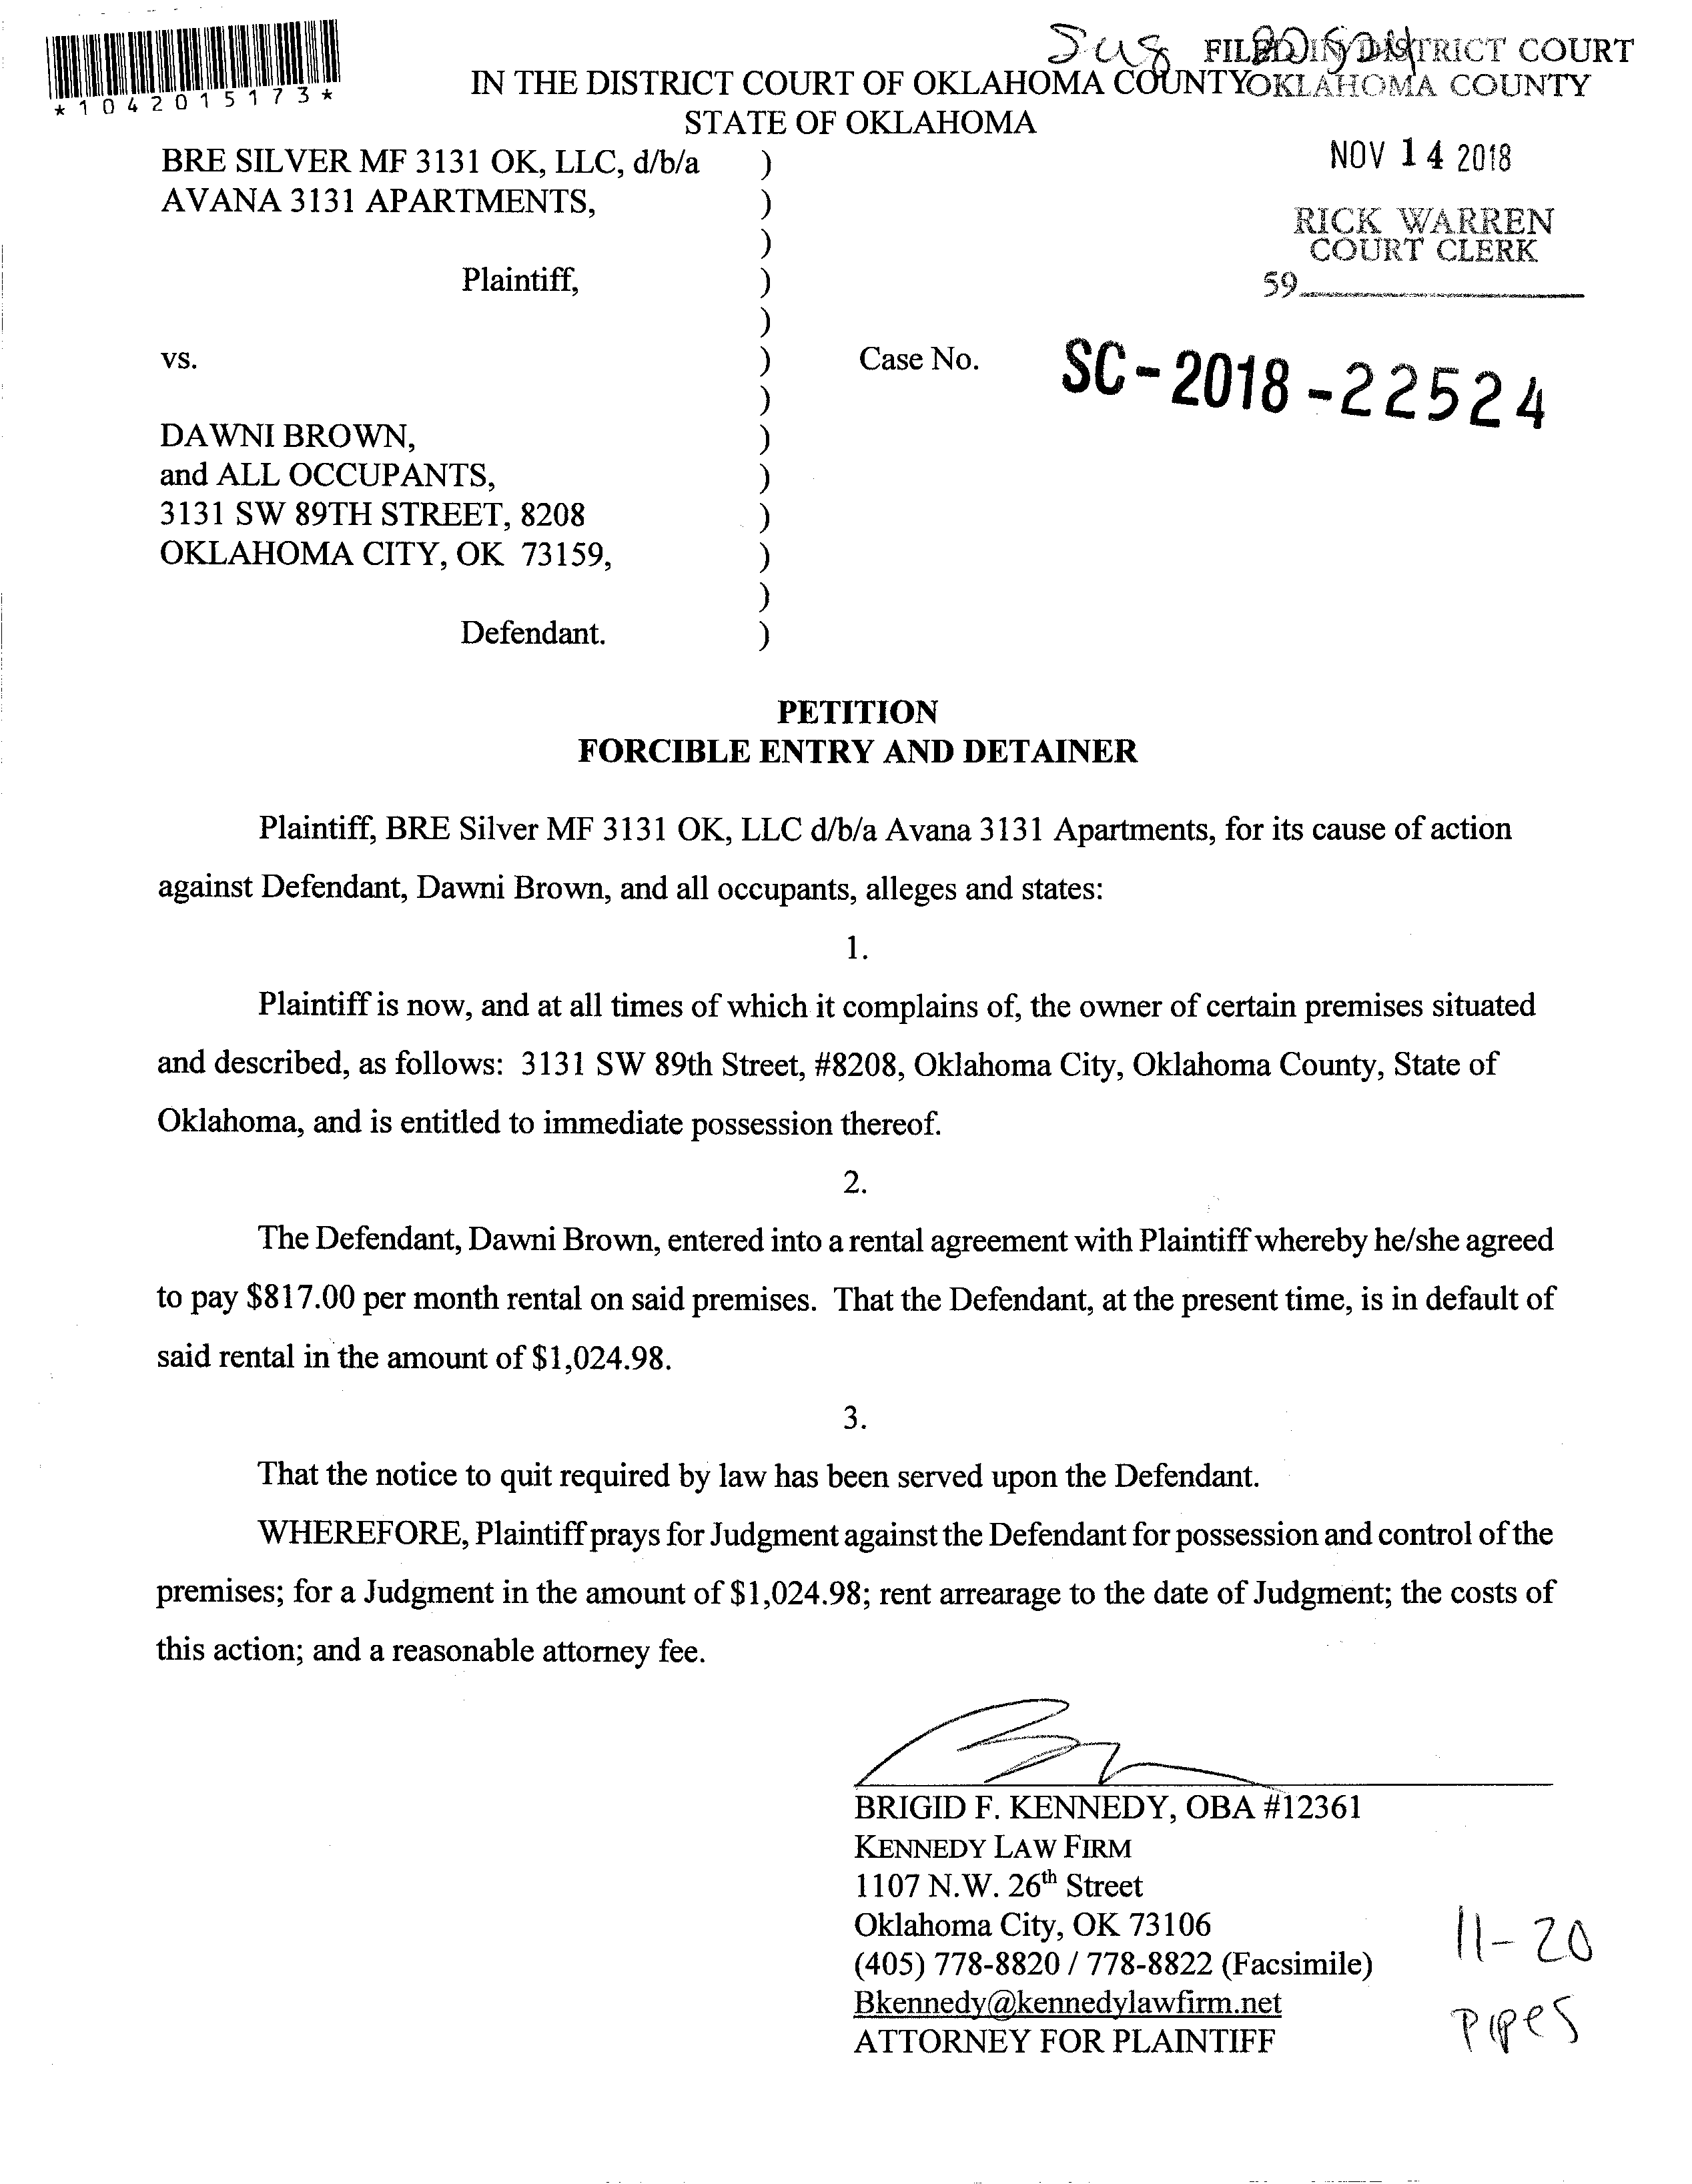 FILED IN DISTRICT COURT
OKLAHOMA COUNTY
*1042015173*
IN THE DISTRICT COURT OF OKLAHOMA COUNTY
STATE OF OKLAHOMA
NOV 14 2018
RICK WARREN
COURT CLERK
59
BRE SILVER MF 3131 OK, LLC, d/b/a )
AVANA 3131 APARTMENTS, )
)
Plaintiff, )
)
vs. ) Case No. SC-2018-22524
)
DAWNI BROWN, )
and ALL OCCUPANTS, )
3131 SW 89TH STREET, 8208 )
OKLAHOMA CITY, OK 73159, )
)
Defendant. )
PETITION
FORCIBLE ENTRY AND DETAINER
Plaintiff, BRE Silver MF 3131 OK, LLC d/b/a Avana 3131 Apartments, for its cause of action
against Defendant, Dawni Brown, and all occupants, alleges and states:
1.
Plaintiff is now, and at all times of which it complains of, the owner of certain premises situated
and described, as follows: 3131 SW 89th Street, #8208, Oklahoma City, Oklahoma County, State of
Oklahoma, and is entitled to immediate possession thereof.
2.
The Defendant, Dawni Brown, entered into a rental agreement with Plaintiff whereby he/she agreed
to pay $817.00 per month rental on said premises. That the Defendant, at the present time, is in default of
said rental in the amount of $1,024.98.
3.
That the notice to quit required by law has been served upon the Defendant.
WHEREFORE, Plaintiff prays for Judgment against the Defendant for possession and control of the
premises; for a Judgment in the amount of $1,024.98; rent arrearage to the date of Judgment; the costs of
this action; and a reasonable attorney fee.
BRIGID F. KENNEDY, OBA #12361
KENNEDY LAW FIRM
1107 N.W. 26th Street
Oklahoma City, OK 73106
(405) 778-8820 / 778-8822 (Facsimile)
Bkennedy@kennedylawfirm.net
ATTORNEY FOR PLAINTIFF
11-20
Pipes